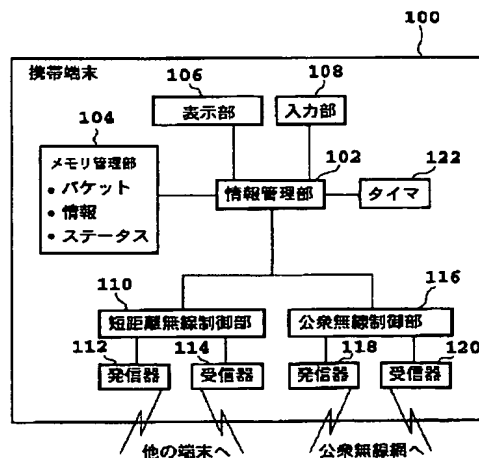 100
携帯端末
106
108
表示部
入力部
104
メモリ管理部
• パケット
• 情報
• ステータス
102
情報管理部
122
タイマ
110
短距離無線制御部
116
公衆無線制御部
112
発信器
114
受信器
118
発信器
120
受信器
他の端末へ
公衆無線網へ